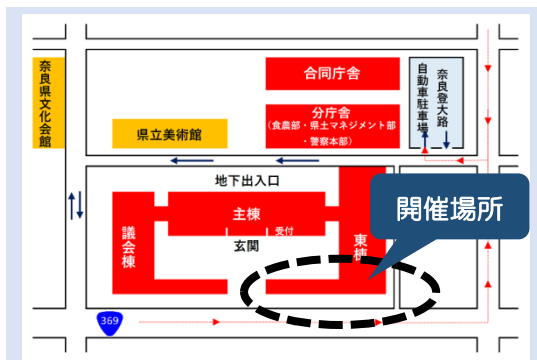 奈良県文化会館
県立美術館
合同庁舎
分庁舎
(食農部・県土マネジメント部
・警察本部)
奈良登大路
自動車駐車場
地下出入口
主棟
受付
玄関
議会棟
東棟
開催場所
369